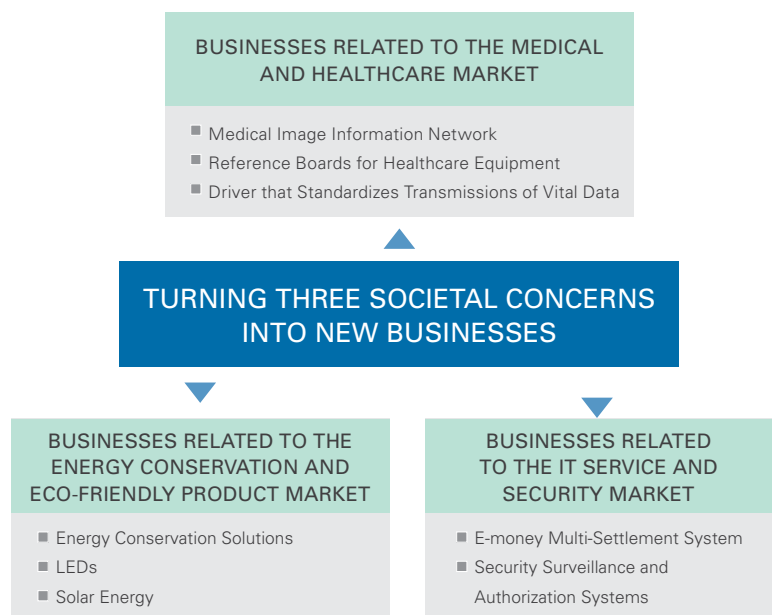 BUSINESSES RELATED TO THE MEDICAL
AND HEALTHCARE MARKET
Medical Image Information Network
Reference Boards for Healthcare Equipment
Driver that Standardizes Transmissions of Vital Data
TURNING THREE SOCIETAL CONCERNS
INTO NEW BUSINESSES
BUSINESSES RELATED TO THE
ENERGY CONSERVATION AND
ECO-FRIENDLY PRODUCT MARKET
Energy Conservation Solutions
LEDs
Solar Energy
BUSINESSES RELATED
TO THE IT SERVICE AND
SECURITY MARKET
E-money Multi-Settlement System
Security Surveillance and
Authorization Systems